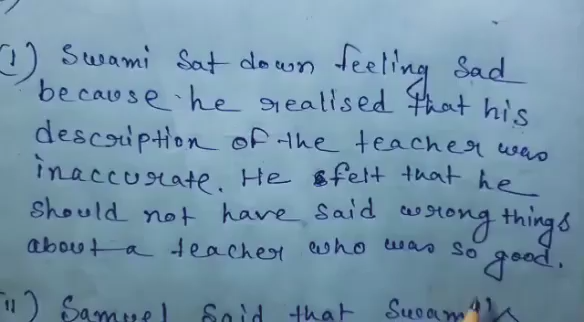 (i) Swami Sat down feeling Sad
because he realised that his
description of the teacher was
inaccurate. He felt that he
should not have said wrong things
about a teacher who was so good.
ii) Samuel Said that Swami's